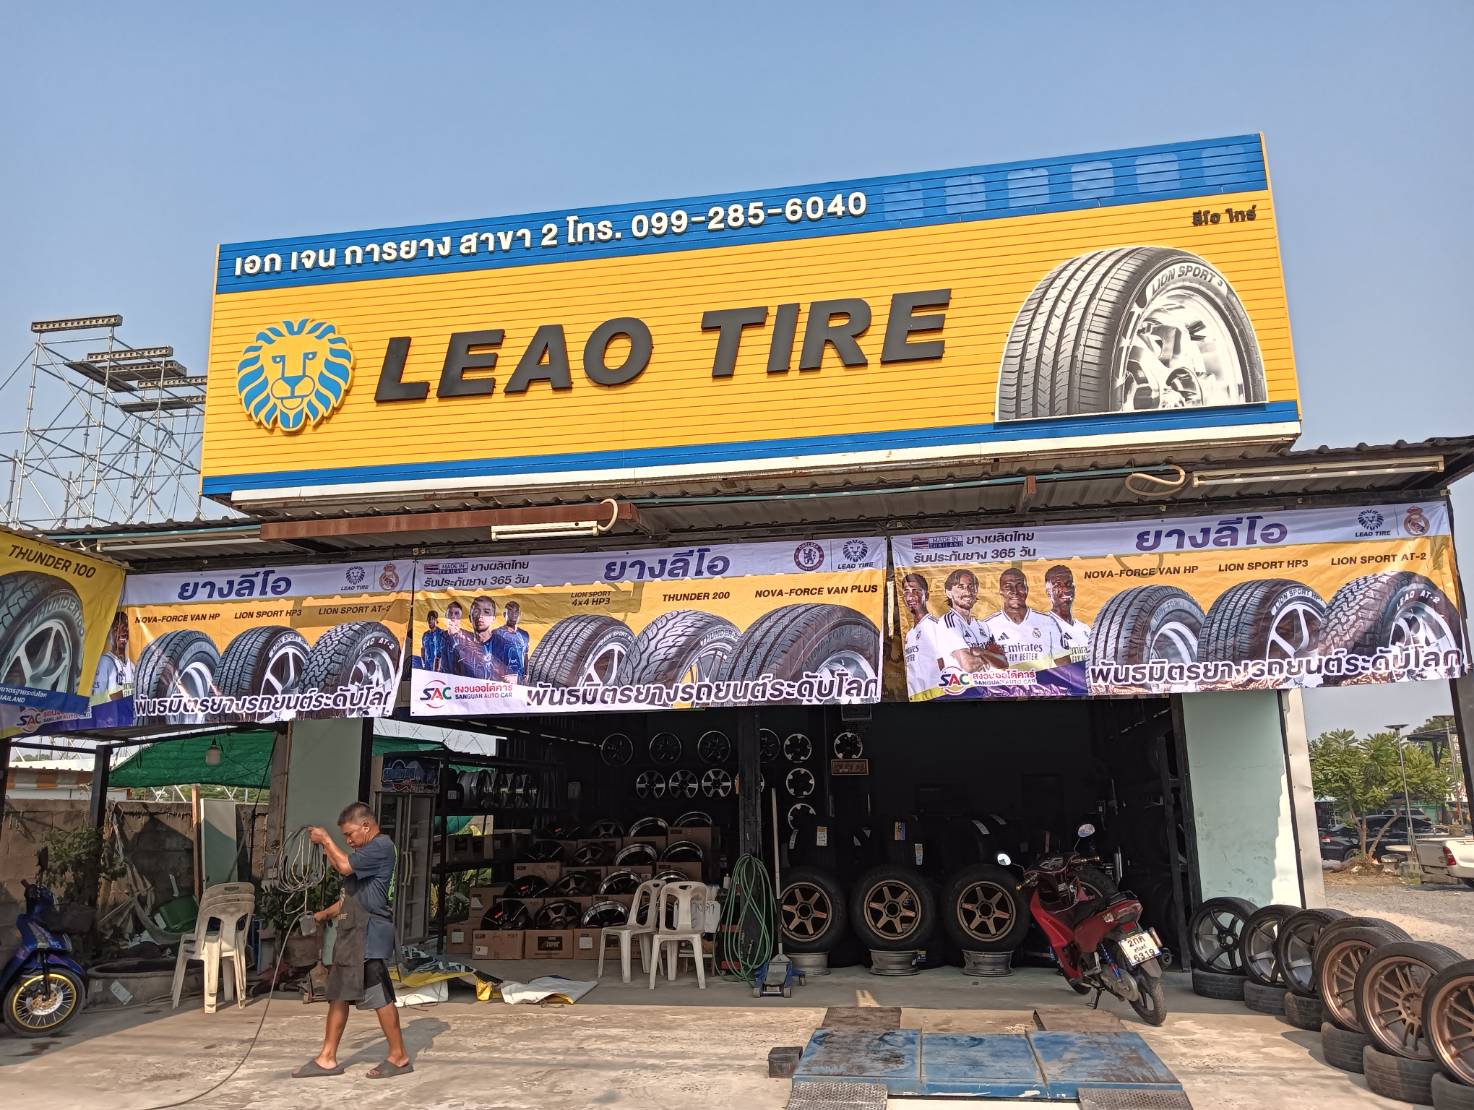 เอก เจน การยาง สาขา 2 โทร. 099-285-6040
ลีโอ ไทร์
LEAO TIRE
LION SPORT 3
THUNDER 100
ยางลีโอ
LEAO TIRE
NOVA-FORCE VAN HP
LION SPORT HP3
LION SPORT AT-2
พันธมิตรยางรถยนต์ระดับโลก
SAC
MADE IN THAILAND
ยางผลิตไทย
รับประกันยาง 365 วัน
ยางลีโอ
LEAO TIRE
LION SPORT
4x4 HP3
THUNDER 200
NOVA-FORCE VAN PLUS
SAC สงวนออโต้คาร์
SANGUAN AUTO CAR
พันธมิตรยางรถยนต์ระดับโลก
MADE IN THAILAND
ยางผลิตไทย
รับประกันยาง 365 วัน
ยางลีโอ
LEAO TIRE
NOVA-FORCE VAN HP
LION SPORT HP3
LION SPORT AT-2
Emirates
FLY BETTER
SAC สงวนออโต้คาร์
SANGUAN AUTO CAR
พันธมิตรยางรถยนต์ระดับโลก